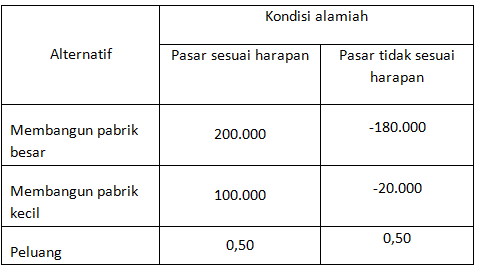 Kondisi alamiah
Alternatif
Pasar sesuai harapan
Pasar tidak sesuai
harapan
Membangun pabrik
besar
200.000
-180.000
Membangun pabrik
kecil
100.000
-20.000
Peluang
0,50
0,50